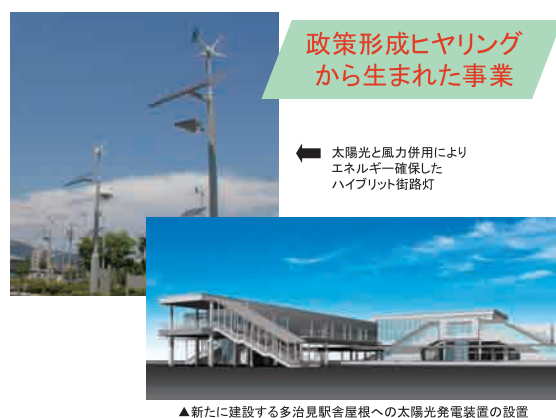 政策形成ヒヤリング
から生まれた事業
太陽光と風力併用により
エネルギー確保した
ハイブリット街路灯
▲新たに建設する多治見駅舎屋根への太陽光発電装置の設置